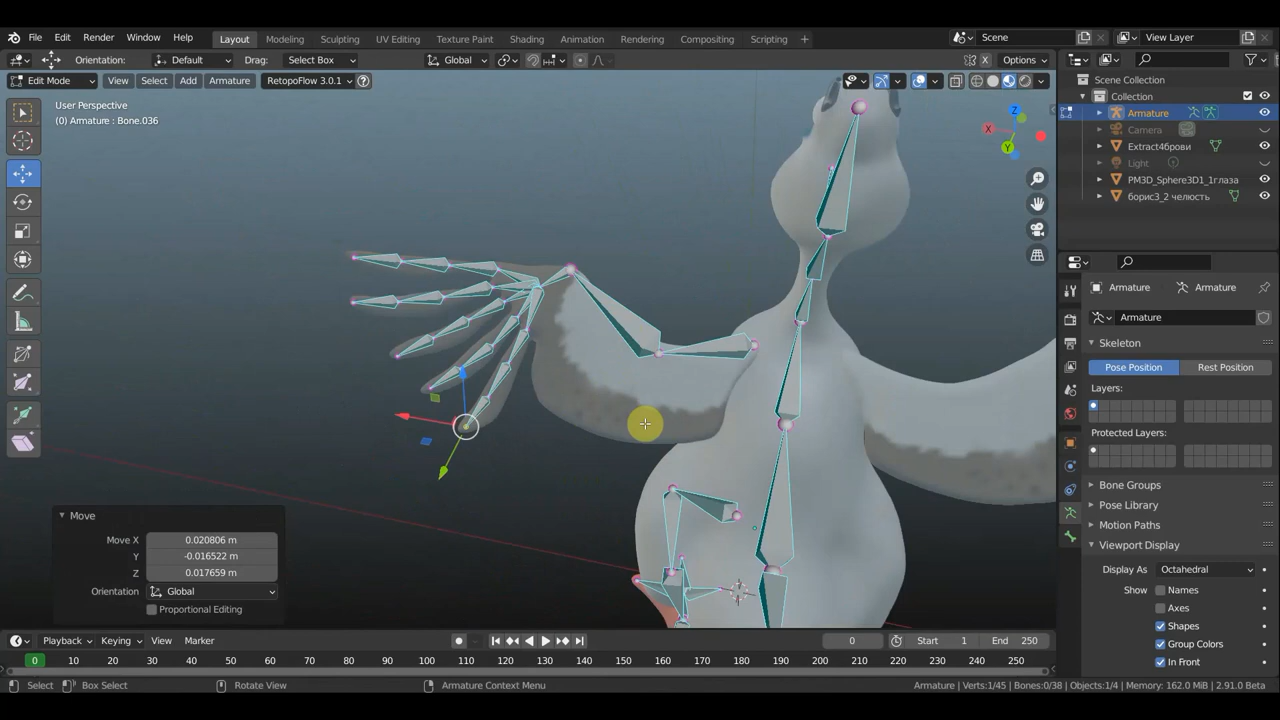 File Edit Render Window Help Layout Modeling Sculpting UV Editing Texture Paint Shading Animation Rendering Compositing Scripting + Scene View Layer
Orientation: Default Drag: Select Box Global X Options
Edit Mode View Select Add Armature RetopoFlow 3.0.1 ?
User Perspective
(0) Armature : Bone.036
Z
X
Y
Scene Collection
Collection
Armature
Camera
Extract4брови
Light
PM3D_Sphere3D1_1глаза
борис3_2 челюсть
Armature Armature
Armature
Skeleton
Pose Position Rest Position
Layers:
Protected Layers:
Bone Groups
Pose Library
Motion Paths
Viewport Display
Display As Octahedral
Show Names
Axes
Shapes
Group Colors
In Front
Move
Move X 0.020806 m
Y -0.016522 m
Z 0.017659 m
Orientation Global
Proportional Editing
Playback Keying View Marker 0 Start 1 End 250
0 10 20 30 40 50 60 70 80 90 100 110 120 130 140 150 160 170 180 190 200 210 220 230 240 250
Select Box Select Rotate View Armature Context Menu Armature | Verts:1/45 | Bones:0/38 | Objects:1/4 | Memory: 162.0 MiB | 2.91.0 Beta